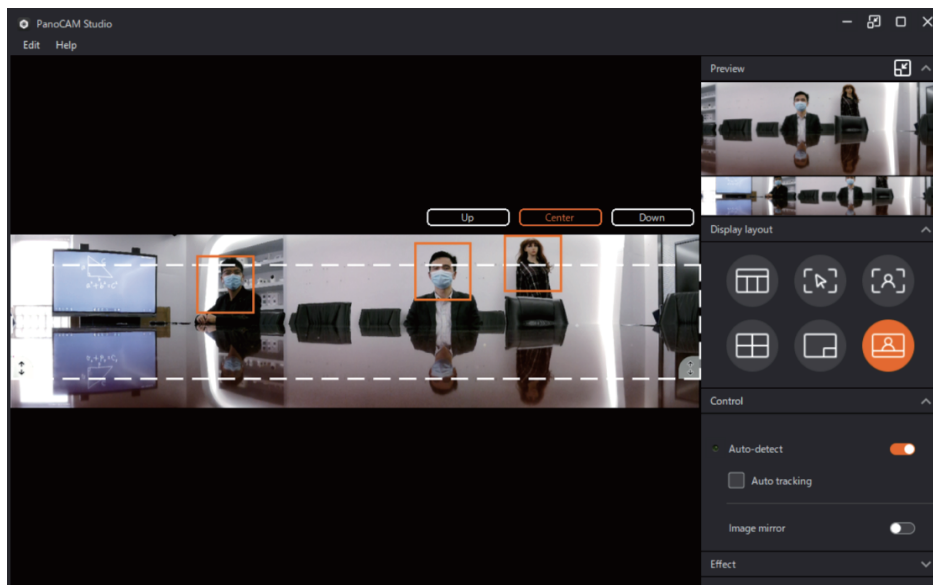 PanoCAM Studio
Edit Help
Preview
Up Center Down
Display layout
Control
Auto-detect
Auto tracking
Image mirror
Effect